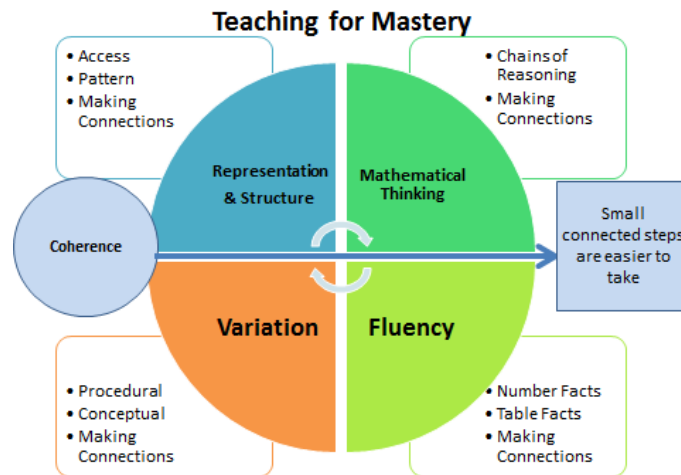 Teaching for Mastery
• Access
• Pattern
• Making
Connections
• Chains of
Reasoning
• Making
Connections
Representation
& Structure
Mathematical
Thinking
Coherence
Small
connected steps
are easier to
take
Variation
Fluency
• Procedural
• Conceptual
• Making
Connections
• Number Facts
• Table Facts
• Making
Connections